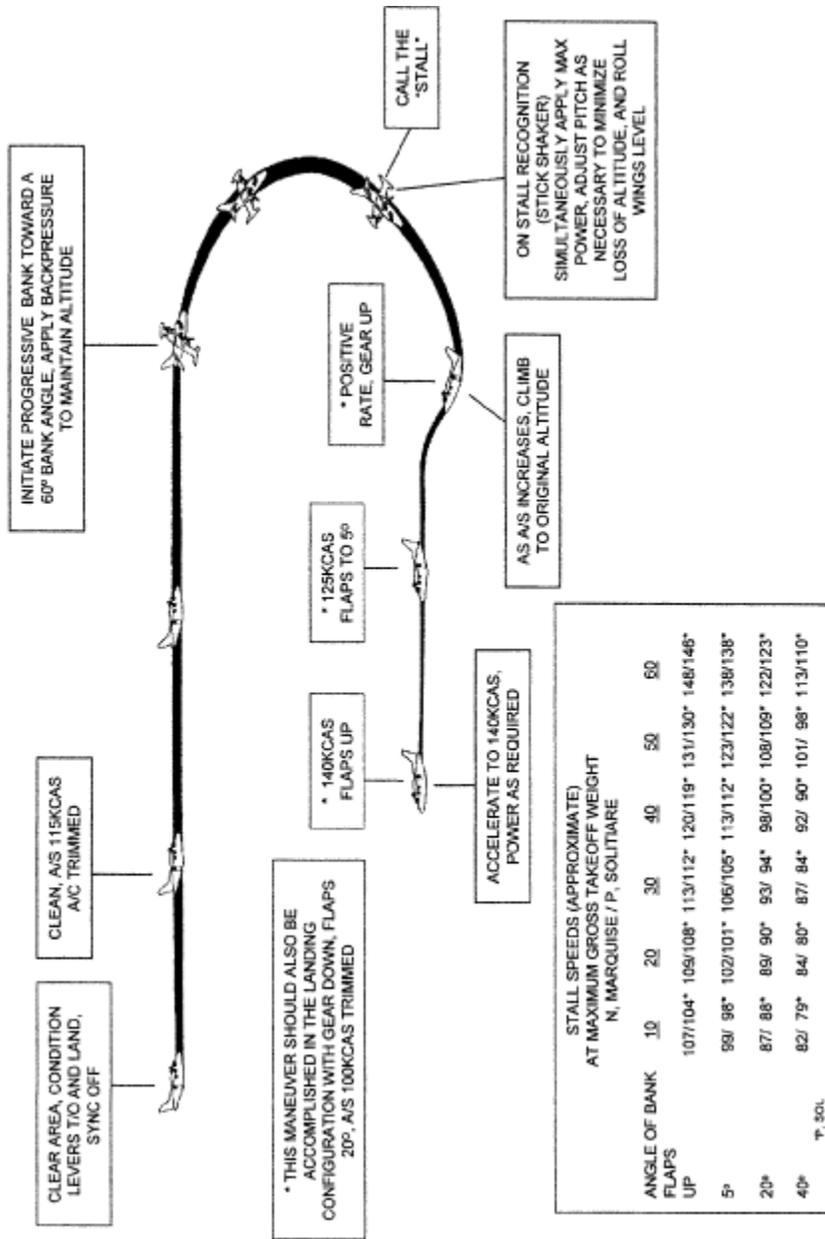 CLEAR AREA, CONDITION
LEVERS T/O AND LAND,
SYNC OFF
CLEAN, A/S 115KCAS
A/C TRIMMED
INITIATE PROGRESSIVE BANK TOWARD A
60º BANK ANGLE, APPLY BACKPRESSURE
TO MAINTAIN ALTITUDE
CALL THE
"STALL"
ON STALL RECOGNITION
(STICK SHAKER)
SIMULTANEOUSLY APPLY MAX
POWER, ADJUST PITCH AS
NECESSARY TO MINIMIZE
LOSS OF ALTITUDE, AND ROLL
WINGS LEVEL
* POSITIVE
RATE, GEAR UP
AS A/S INCREASES, CLIMB
TO ORIGINAL ALTITUDE
* 125KCAS
FLAPS TO 5º
* 140KCAS
FLAPS UP
ACCELERATE TO 140KCAS,
POWER AS REQUIRED
* THIS MANEUVER SHOULD ALSO BE
ACCOMPLISHED IN THE LANDING
CONFIGURATION WITH GEAR DOWN, FLAPS
20º, A/S 100KCAS TRIMMED
STALL SPEEDS (APPROXIMATE)
AT MAXIMUM GROSS TAKEOFF WEIGHT
N, MARQUISE / P, SOLITIARE
ANGLE OF BANK 10 20 30 40 50 60
FLAPS
UP 107/104* 109/108* 113/112* 120/119* 131/130* 148/146*
5º 99/ 98* 102/101* 106/105* 113/112* 123/122* 138/138*
20º 87/ 88* 89/ 90* 93/ 94* 98/100* 108/109* 122/123*
40º 82/ 79* 84/ 80* 87/ 84* 92/ 90* 101/ 98* 113/110*
*P, SOL